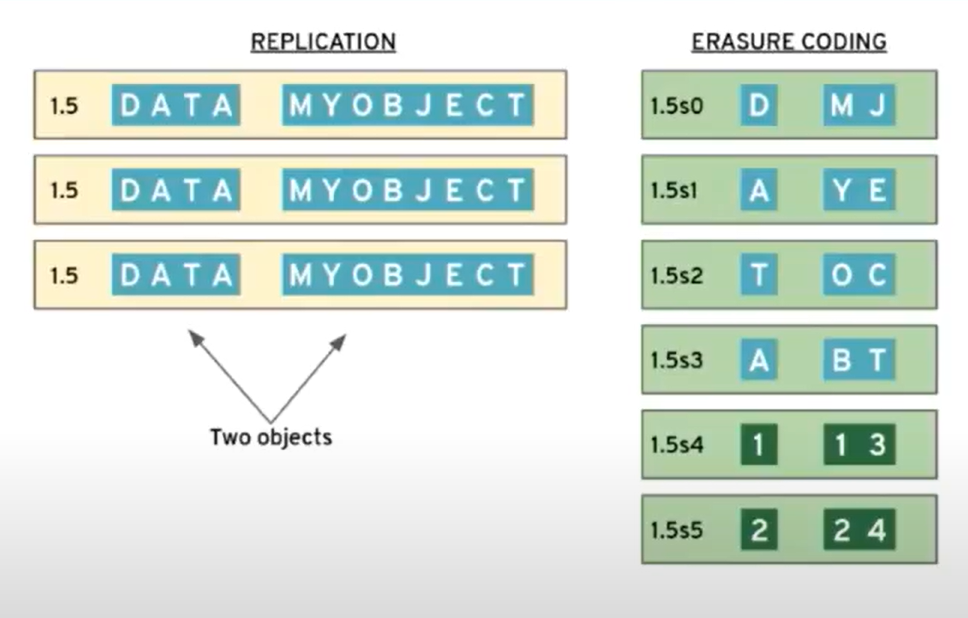 REPLICATION
1.5 DATA MYOBJECT
1.5 DATA MYOBJECT
1.5 DATA MYOBJECT
Two objects
ERASURE CODING
1.5s0 D MJ
1.5s1 A YE
1.5s2 T OC
1.5s3 A BT
1.5s4 1 13
1.5s5 2 24